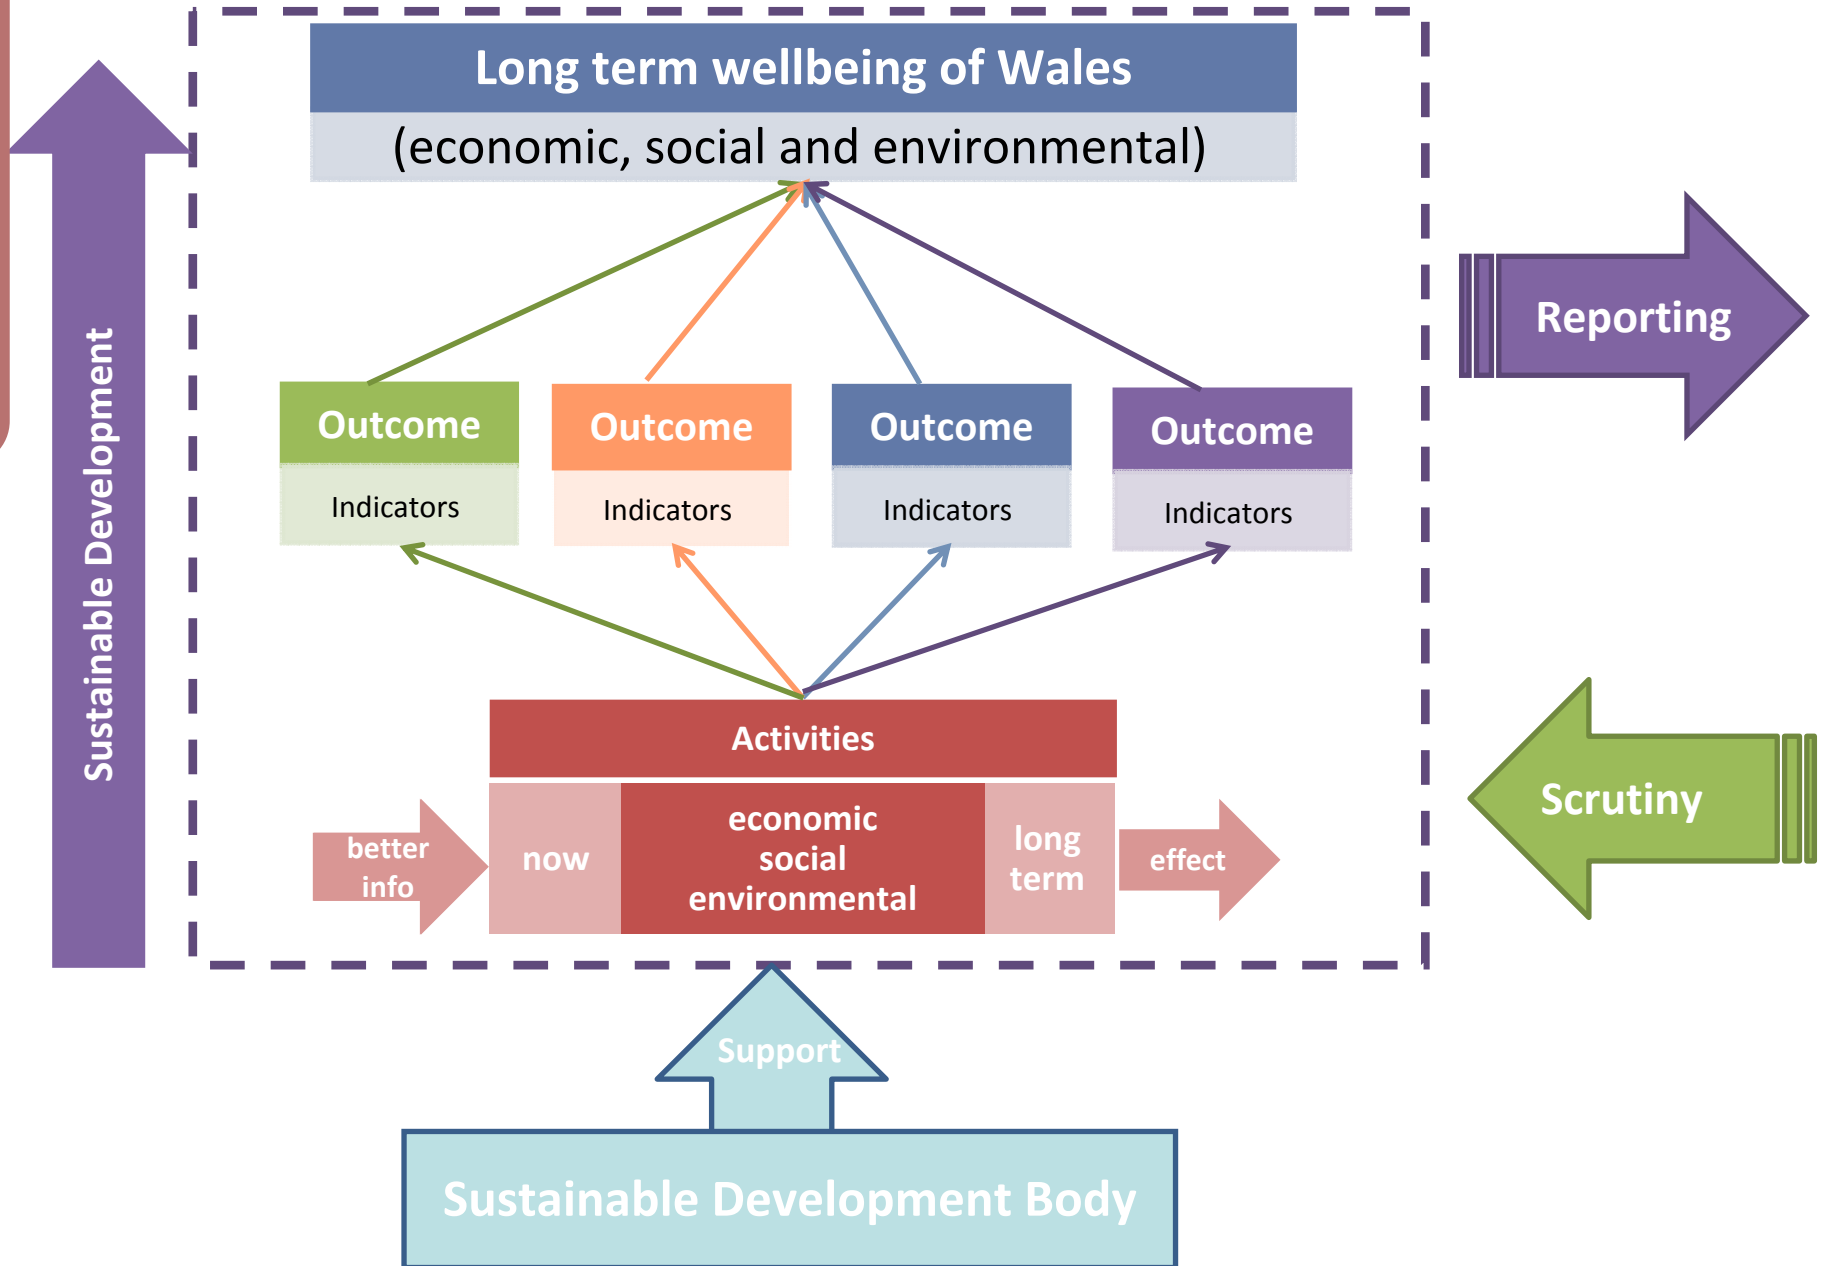 Long term wellbeing of Wales
(economic, social and environmental)
Sustainable Development
Reporting
Outcome
Indicators
Outcome
Indicators
Outcome
Indicators
Outcome
Indicators
Scrutiny
Activities
better
info
now
economic
social
environmental
long
term
effect
Support
Sustainable Development Body